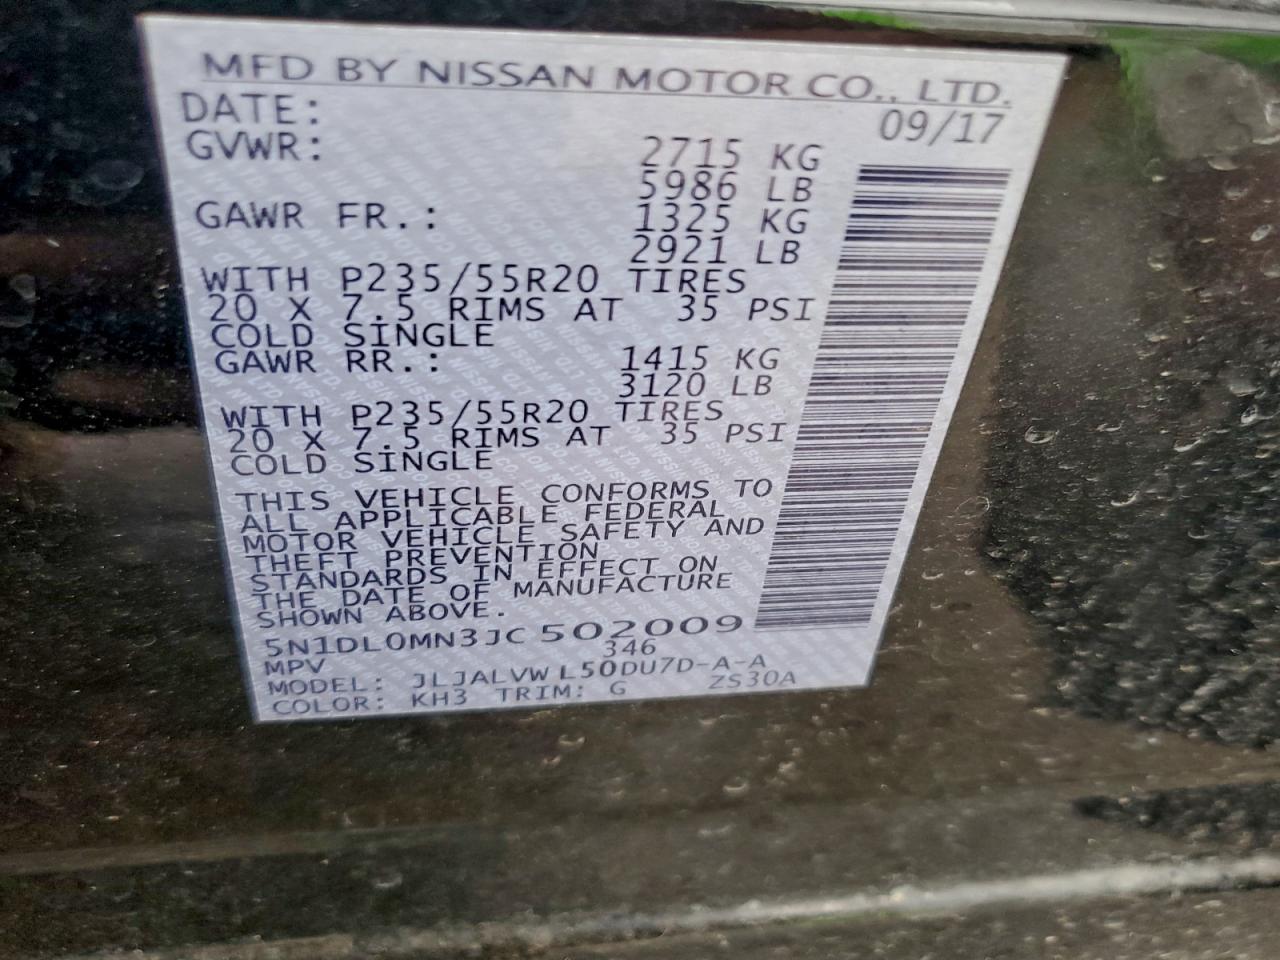 MFD BY NISSAN MOTOR CO., LTD.
DATE: 09/17
GVWR: 2715 KG
5986 LB
GAWR FR.: 1325 KG
2921 LB
WITH P235/55R20 TIRES
20 X 7.5 RIMS AT 35 PSI
COLD SINGLE
GAWR RR.: 1415 KG
3120 LB
WITH P235/55R20 TIRES
20 X 7.5 RIMS AT 35 PSI
COLD SINGLE
THIS VEHICLE CONFORMS TO
ALL APPLICABLE FEDERAL
MOTOR VEHICLE SAFETY AND
THEFT PREVENTION
STANDARDS IN EFFECT ON
THE DATE OF MANUFACTURE
SHOWN ABOVE.
5N1DL0MN3JC502009
MPV 346
MODEL: JLJALVWL50DU7D-A-A
COLOR: KH3 TRIM: G ZS30A